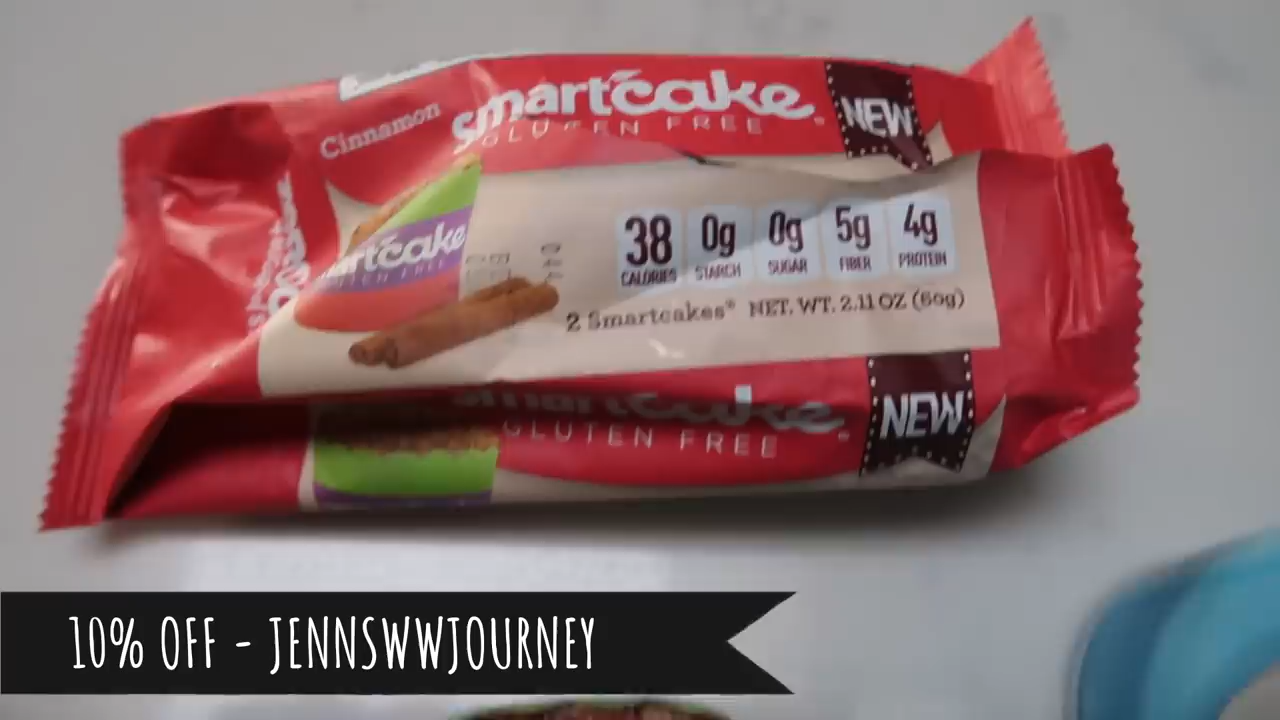 Cinnamon
smartcake
GLUTEN FREE
NEW
38
CALORIES
0g
STARCH
0g
SUGAR
5g
FIBER
4g
PROTEIN
2 Smartcakes® NET. WT. 2.11 OZ (60g)
smartcake
GLUTEN FREE
NEW
10% OFF - JENNSWWJOURNEY